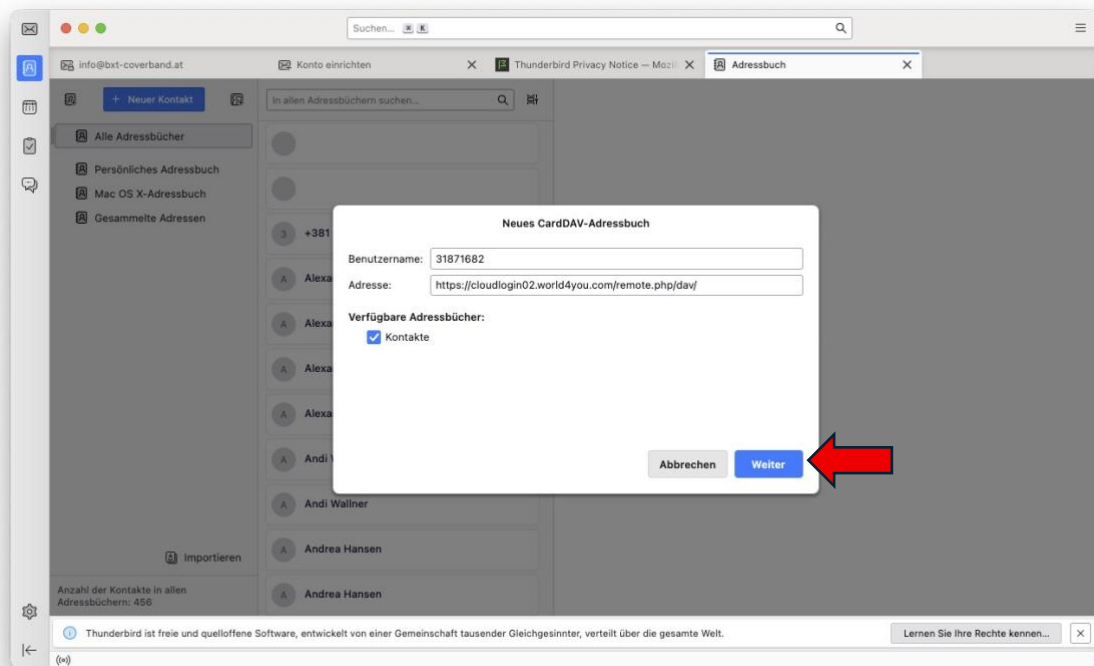 Suchen... ⌘ K
info@bxt-coverband.at
Konto einrichten
Thunderbird Privacy Notice — Mozil
Adressbuch
+ Neuer Kontakt
In allen Adressbüchern suchen...
Alle Adressbücher
Persönliches Adressbuch
Mac OS X-Adressbuch
Gesammelte Adressen
3 +381
A Alexa
A Alexa
A Alexa
A Alexa
A Andi
A Andi Wallner
A Andrea Hansen
A Andrea Hansen
Neues CardDAV-Adressbuch
Benutzername: 31871682
Adresse: https://cloudlogin02.world4you.com/remote.php/dav/
Verfügbare Adressbücher:
Kontakte
Abbrechen Weiter
Importieren
Anzahl der Kontakte in allen
Adressbüchern: 456
Thunderbird ist freie und quelloffene Software, entwickelt von einer Gemeinschaft tausender Gleichgesinnter, verteilt über die gesamte Welt.
Lernen Sie Ihre Rechte kennen...